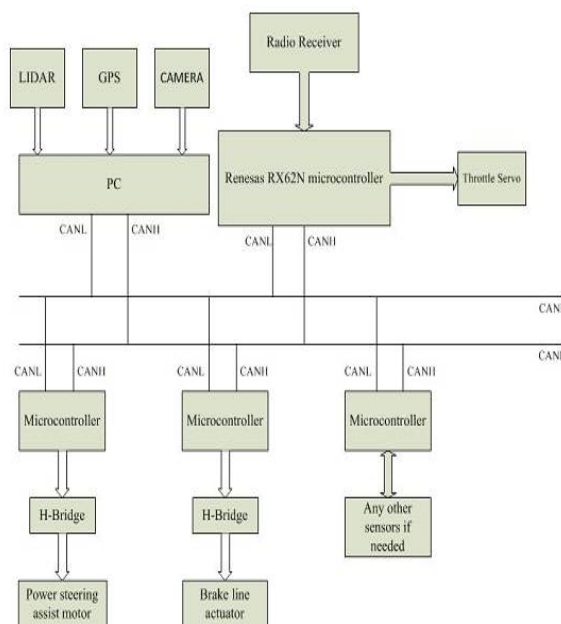 Radio Receiver
LIDAR
GPS
CAMERA
PC
Renesas RX62N microcontroller
Throttle Servo
CANL
CANH
CANL
CANH
CANL
CANH
CANL
CANH
CANL
CANH
Microcontroller
Microcontroller
Microcontroller
H-Bridge
H-Bridge
Any other
sensors if
needed
Power steering
assist motor
Brake line
actuator